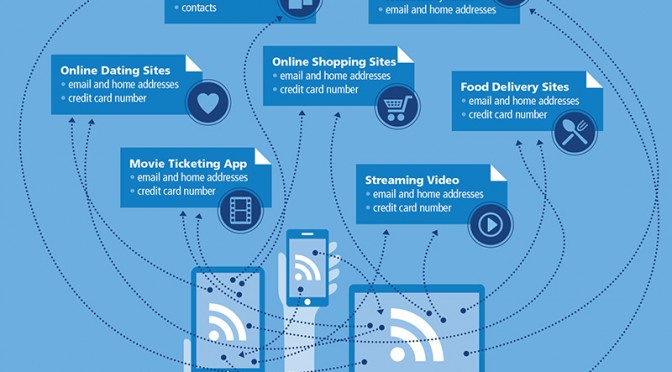 contacts
email and home addresses
Online Dating Sites
email and home addresses
credit card number
Online Shopping Sites
email and home addresses
credit card number
Food Delivery Sites
email and home addresses
credit card number
Movie Ticketing App
email and home addresses
credit card number
Streaming Video
email and home addresses
credit card number